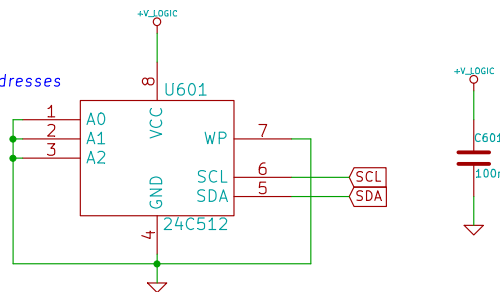 +V_LOGIC
dresses
8
U601
+V_LOGIC
1
A0
VCC
2
A1
WP
7
3
A2
C601
SCL
6
SCL
100n
SDA
5
SDA
GND
24C512
4